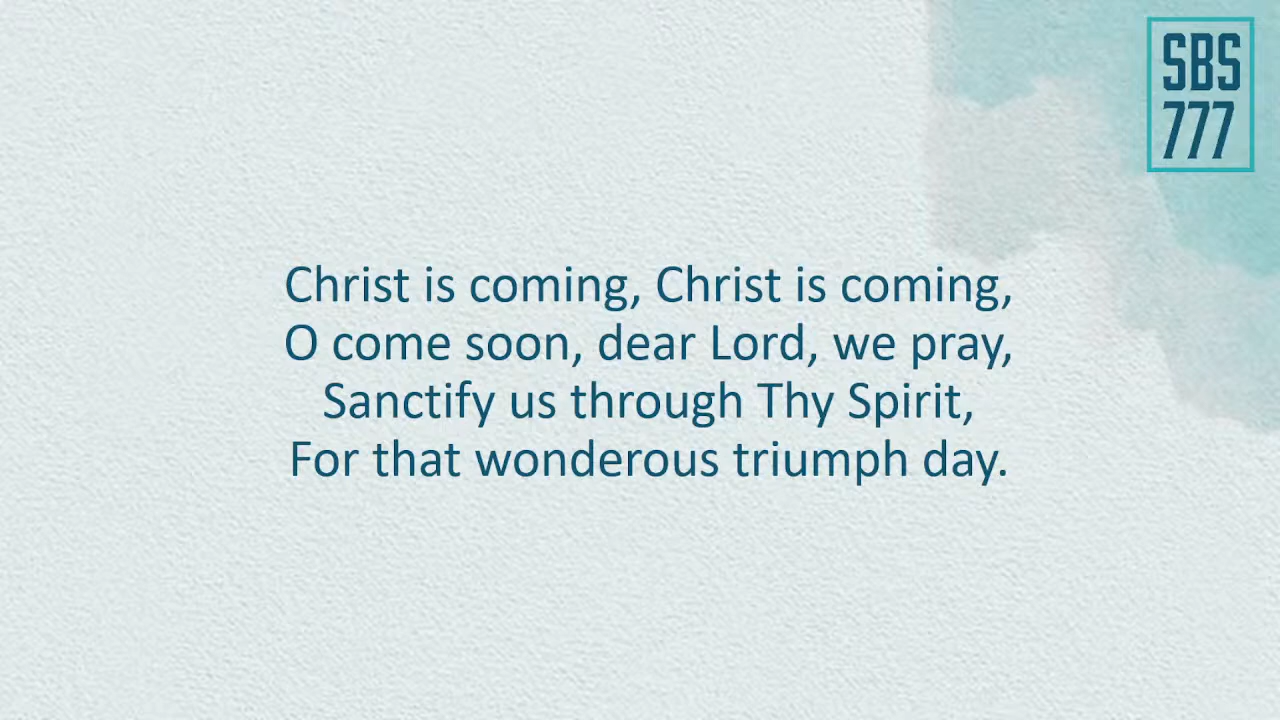 SBS
777
Christ is coming, Christ is coming,
O come soon, dear Lord, we pray,
Sanctify us through Thy Spirit,
For that wonderous triumph day.